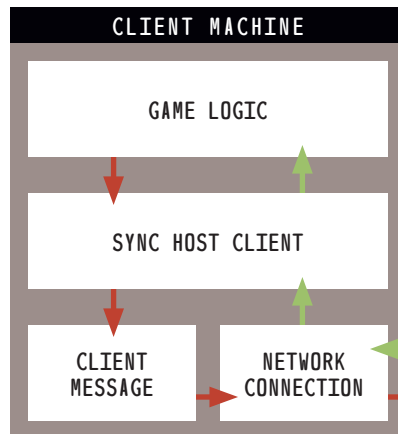 CLIENT MACHINE
GAME LOGIC
SYNC HOST CLIENT
CLIENT
MESSAGE
NETWORK
CONNECTION